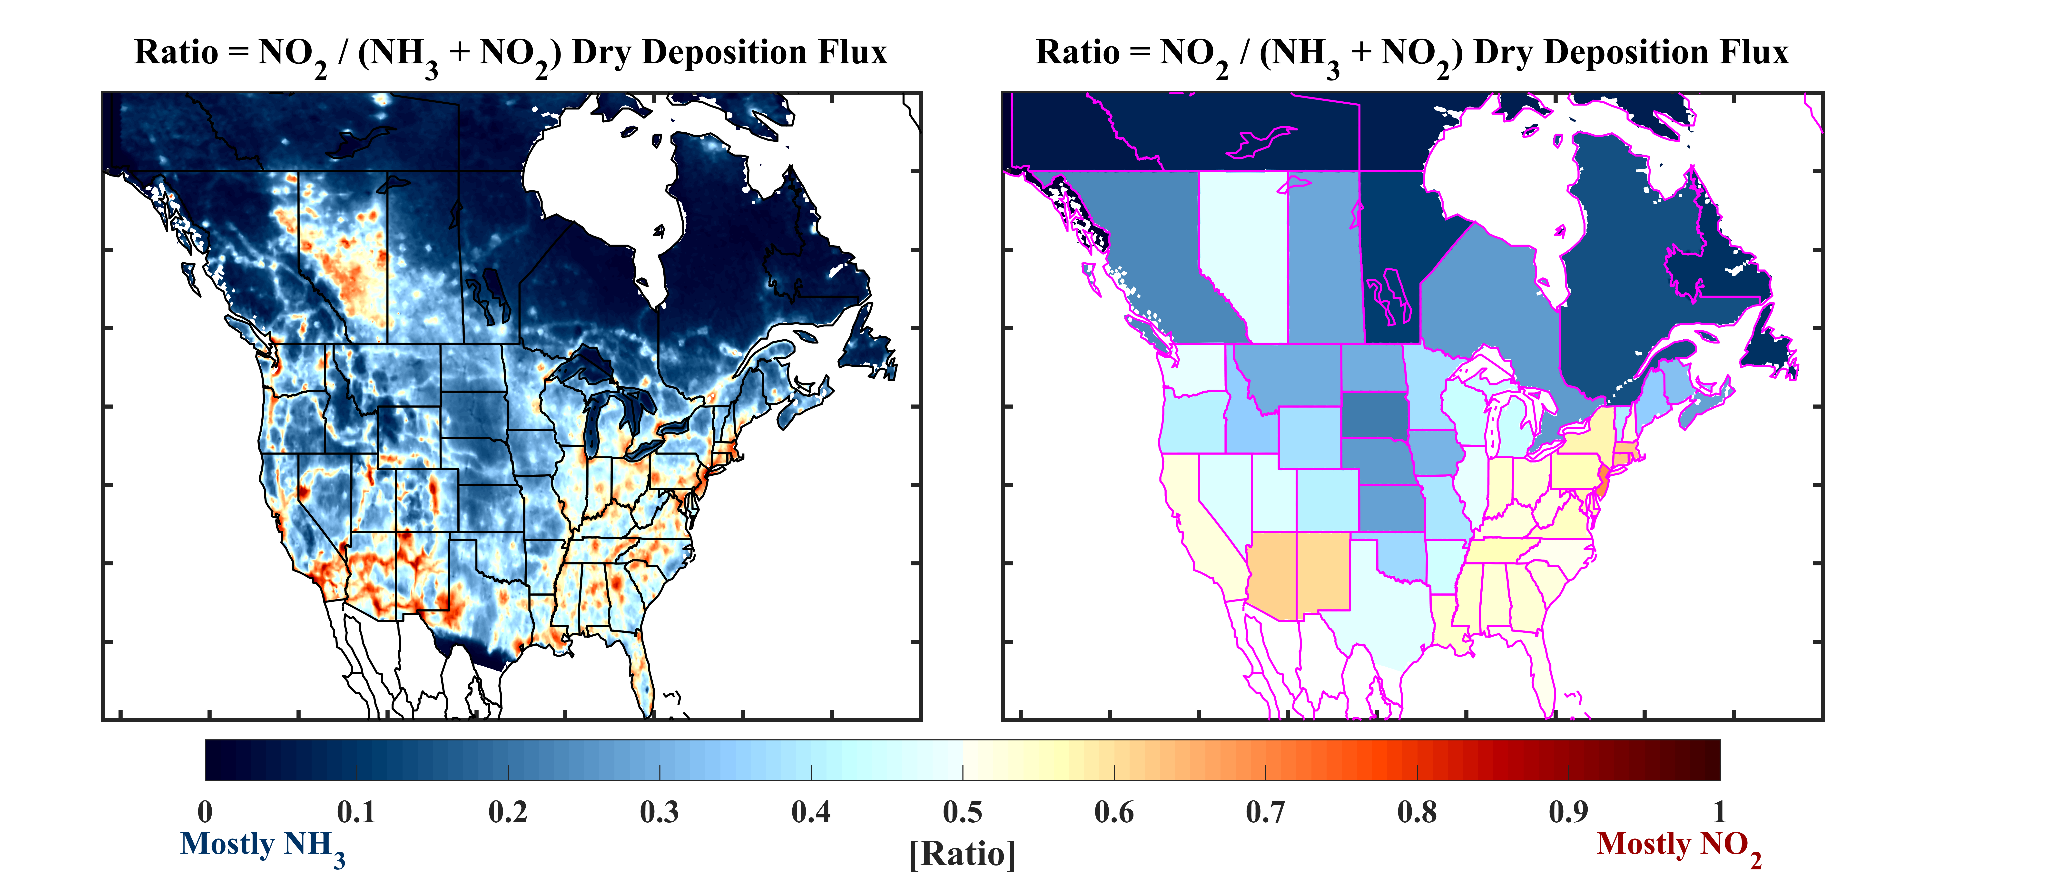 Ratio = NO₂ / (NH₃ + NO₂) Dry Deposition Flux
Ratio = NO₂ / (NH₃ + NO₂) Dry Deposition Flux
0 0.1 0.2 0.3 0.4 0.5 0.6 0.7 0.8 0.9 1
Mostly NH₃
[Ratio]
Mostly NO₂